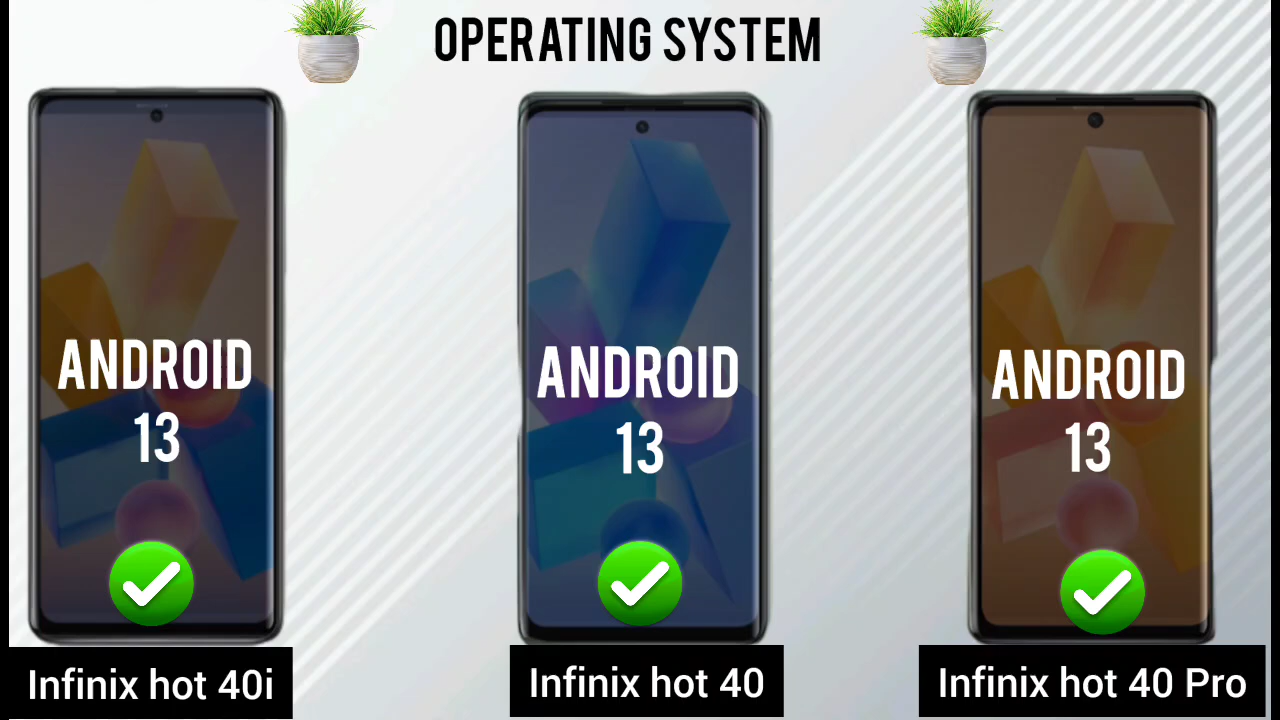 OPERATING SYSTEM
ANDROID
13
ANDROID
13
ANDROID
13
Infinix hot 40i
Infinix hot 40
Infinix hot 40 Pro